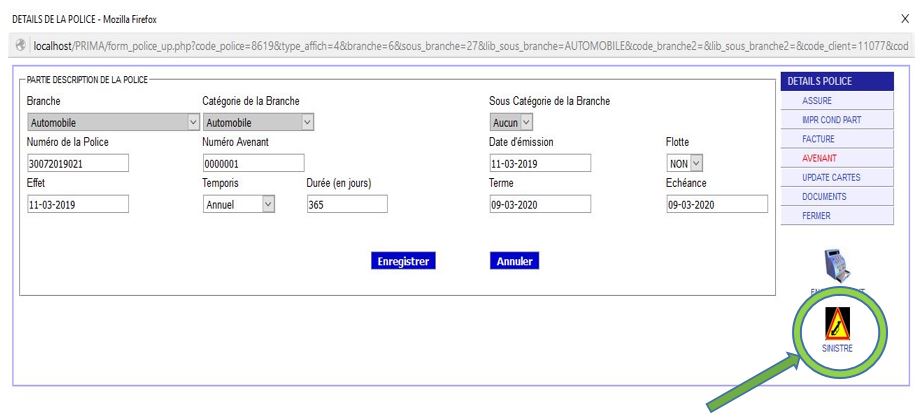 DETAILS DE LA POLICE - Mozilla Firefox
X
localhost/PRIMA/form_police_up.php?code_police=8619&type_affich=4&branche=6&sous_branche=27&lib_sous_branche=AUTOMOBILE&code_branche2=&lib_sous_branche2=&code_client=11077&cod
PARTIE DESCRIPTION DE LA POLICE
Branche Catégorie de la Branche Sous Catégorie de la Branche
Automobile Automobile Aucun
Numéro de la Police Numéro Avenant Date d'émission Flotte
30072019021 0000001 11-03-2019 NON
Effet Temporis Durée (en jours) Terme Echéance
11-03-2019 Annuel 365 09-03-2020 09-03-2020
Enregistrer Annuler
DETAILS POLICE
ASSURE
IMPR COND PART
FACTURE
AVENANT
UPDATE CARTES
DOCUMENTS
FERMER
SINISTRE